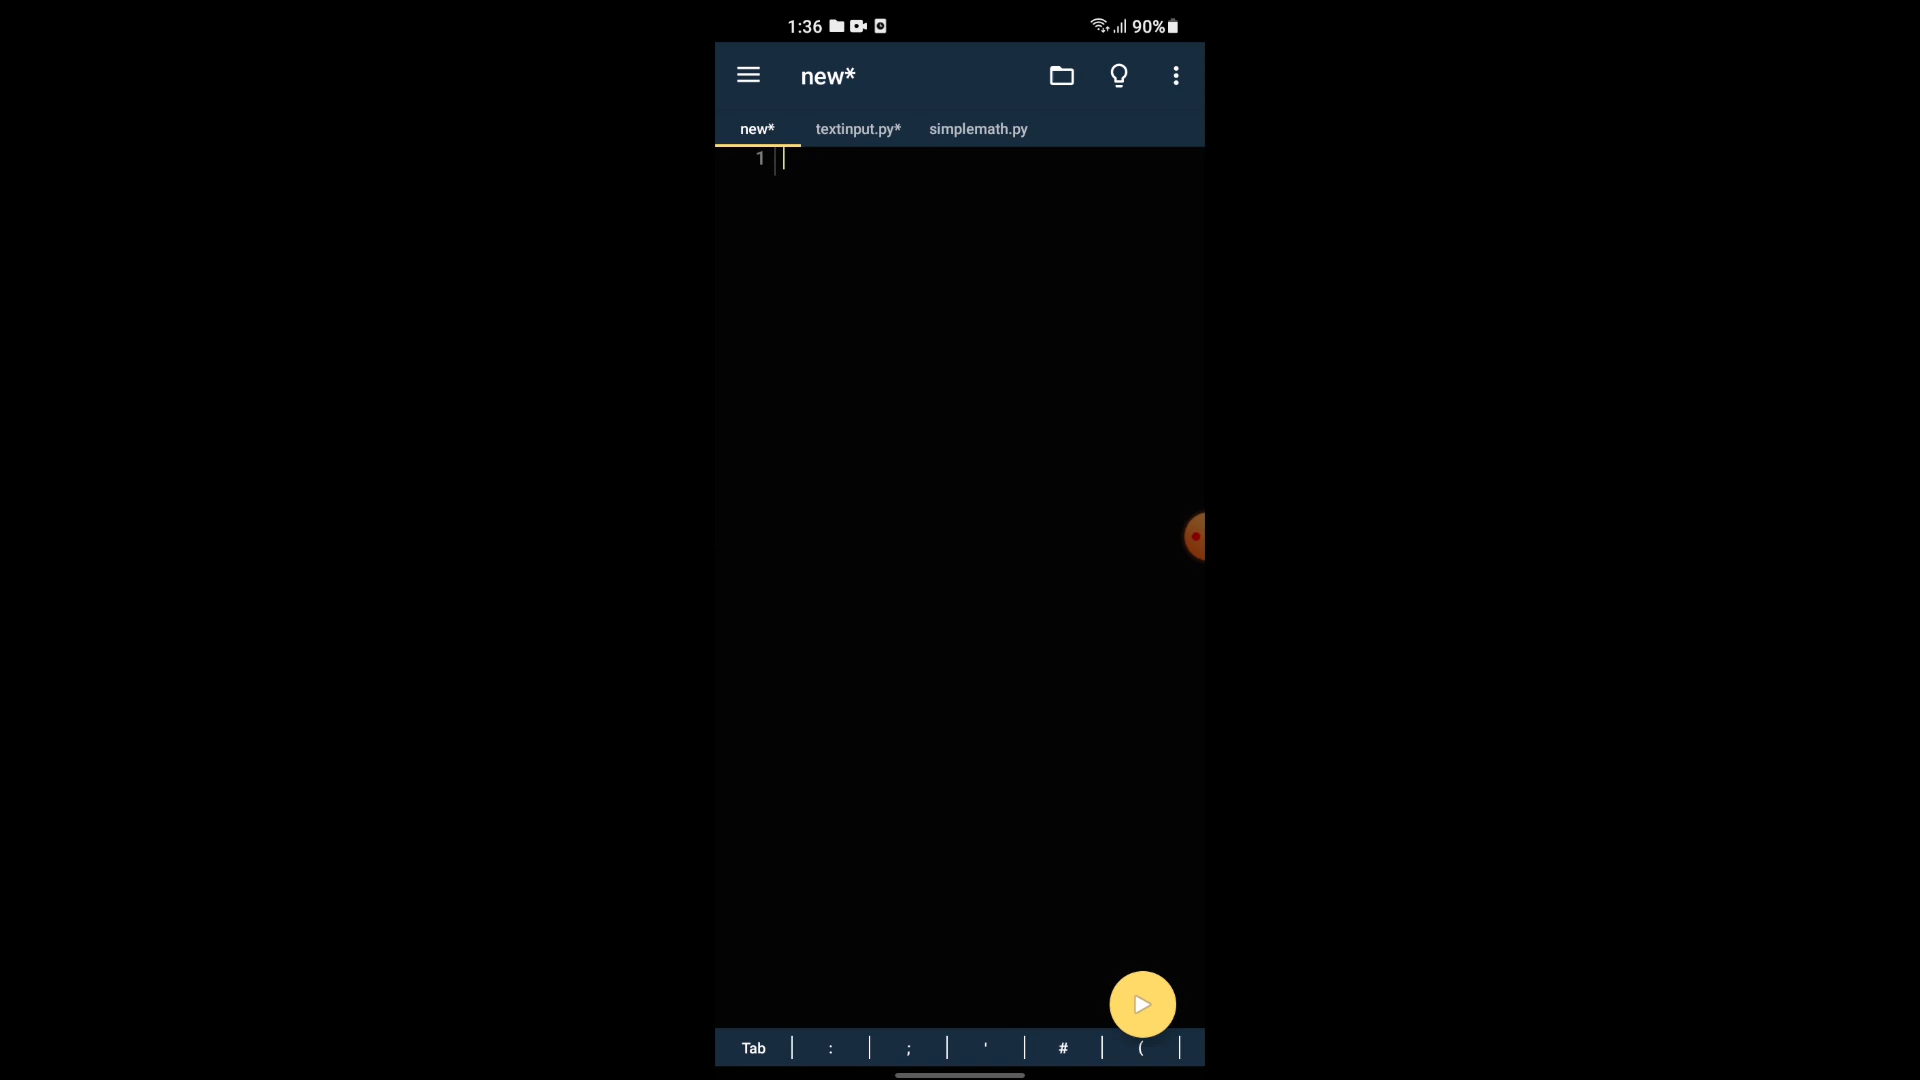 1:36 90%
new*
new* textinput.py* simplemath.py
1
Tab : ; ' # (